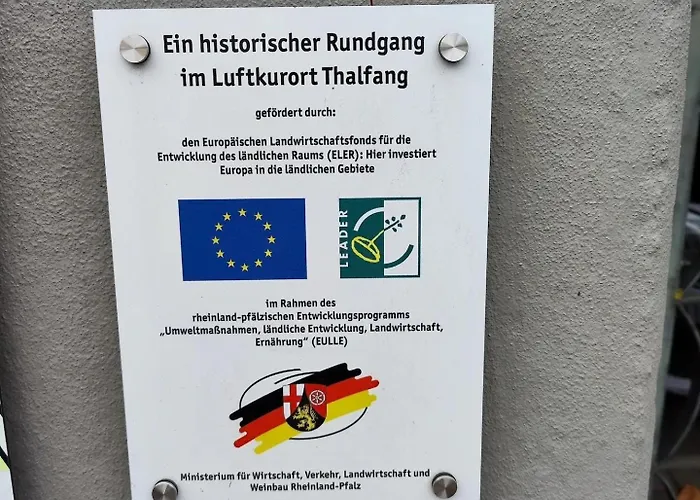 Ein historischer Rundgang
im Luftkurort Thalfang
gefördert durch:
den Europäischen Landwirtschaftsfonds für die
Entwicklung des ländlichen Raums (ELER): Hier investiert
Europa in die ländlichen Gebiete
LEADER
im Rahmen des
rheinland-pfälzischen Entwicklungsprogramms
„Umweltmaßnahmen, ländliche Entwicklung, Landwirtschaft,
Ernährung“ (EULLE)
Ministerium für Wirtschaft, Verkehr, Landwirtschaft und
Weinbau Rheinland-Pfalz